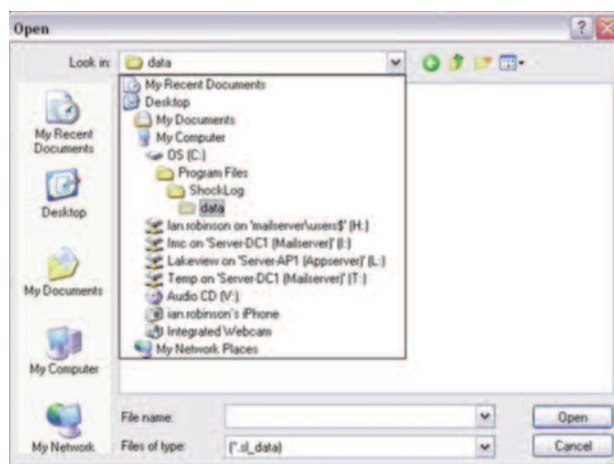 Open
Look in: data
My Recent Documents
Desktop
My Documents
My Computer
OS (C:)
Program Files
ShockLog
data
Ian.robinson on 'mailserver\users$' (H:)
Imc on 'Server-DC1 (Mailserver)' (I:)
Lakeview on 'Server-AP1 (Appserver)' (L:)
Temp on 'Server-DC1 (Mailserver)' (T:)
Audio CD (V:)
ian.robinson's iPhone
Integrated Webcam
My Network Places
My Recent
Documents
Desktop
My Documents
My Computer
My Network
File name:
Open
Files of type: (*.sl_data)
Cancel